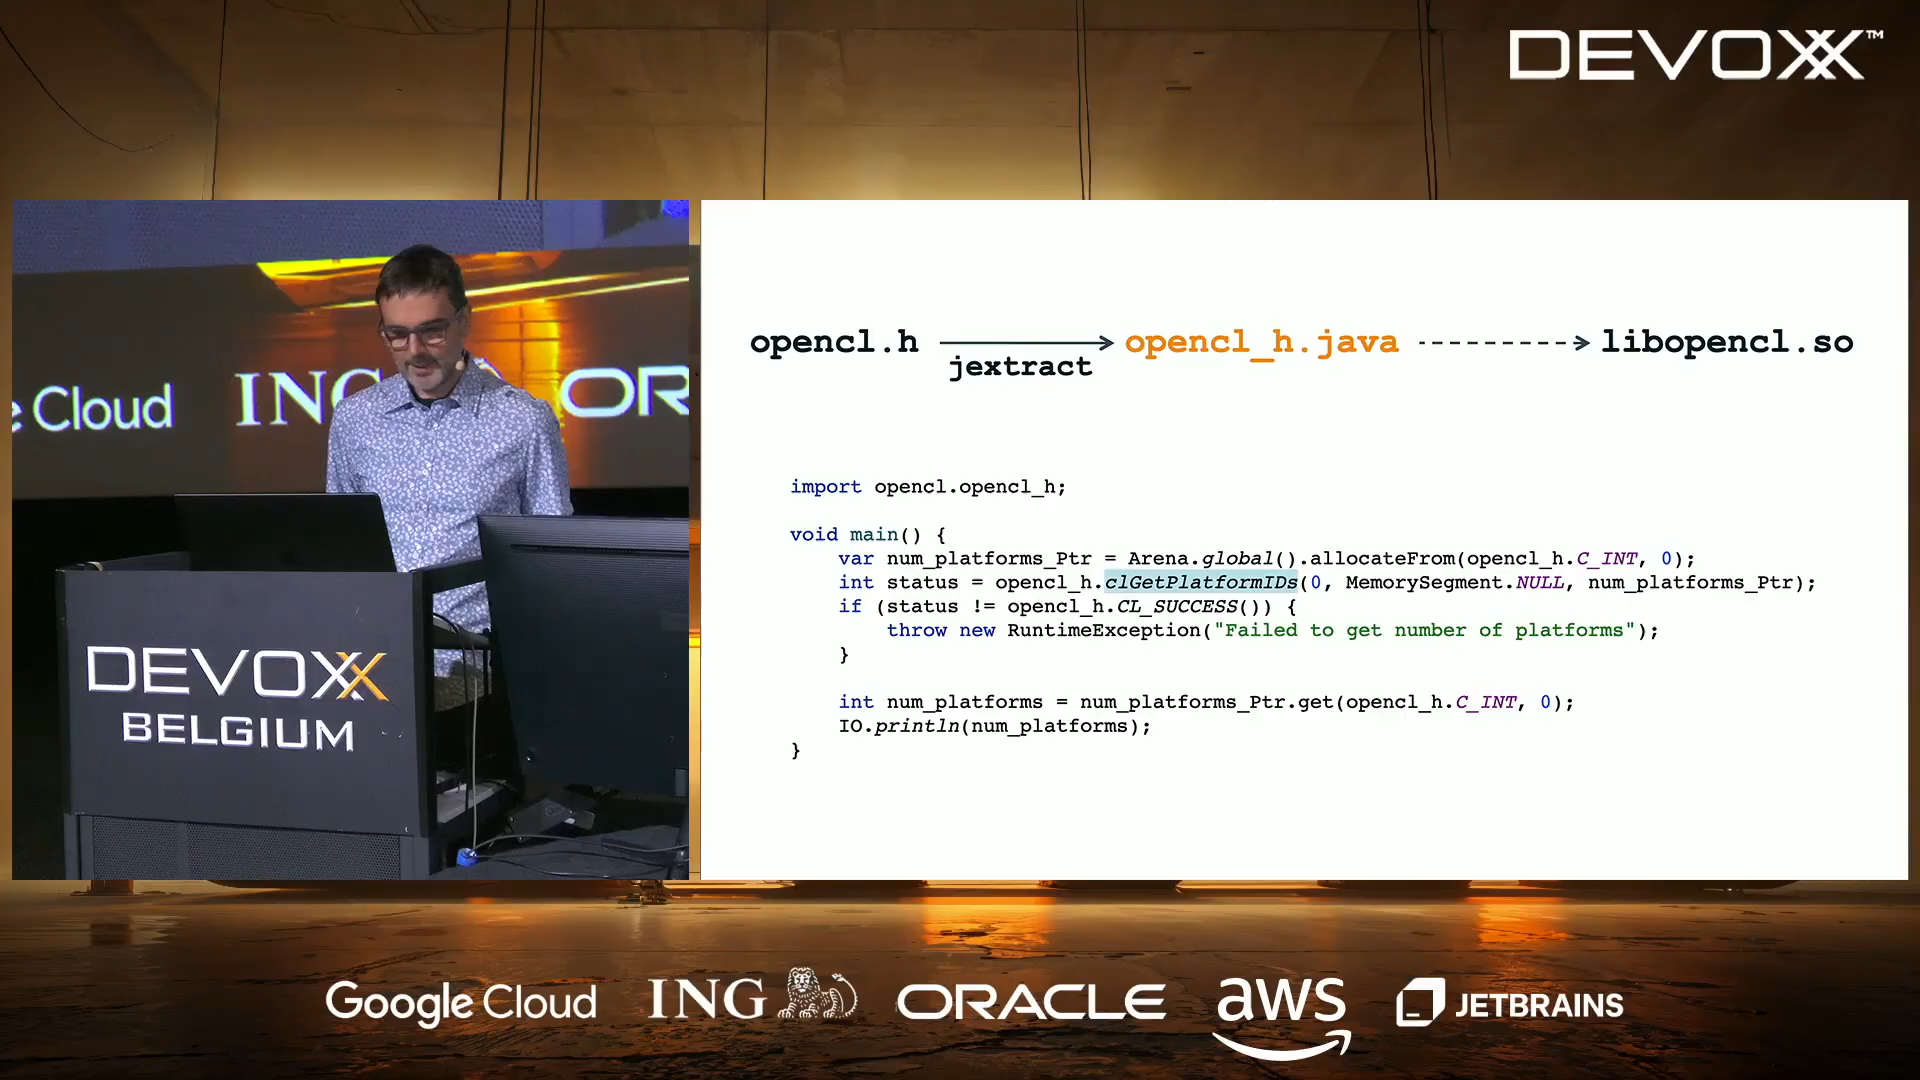 DEVOXX™
Cloud
ING
ORA
DEVOXX
BELGIUM
opencl.h
jextract
opencl_h.java
libopencl.so
import opencl.opencl_h;
void main() {
    var num_platforms_Ptr = Arena.global().allocateFrom(opencl_h.C_INT, 0);
    int status = opencl_h.clGetPlatformIDs(0, MemorySegment.NULL, num_platforms_Ptr);
    if (status != opencl_h.CL_SUCCESS()) {
        throw new RuntimeException("Failed to get number of platforms");
    }
    int num_platforms = num_platforms_Ptr.get(opencl_h.C_INT, 0);
    IO.println(num_platforms);
}
Google Cloud
ING
ORACLE
aws
JETBRAINS